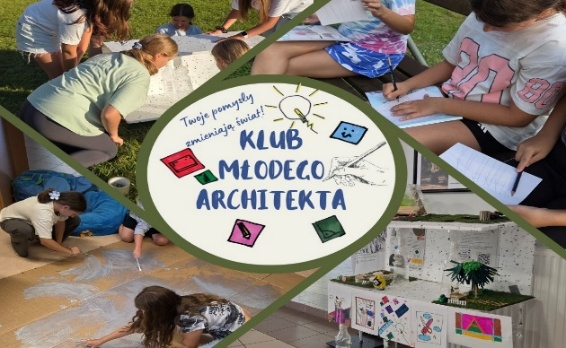 Twoje pomysły
zmieniają świat!
KLUB
MŁODEGO
ARCHITEKTA